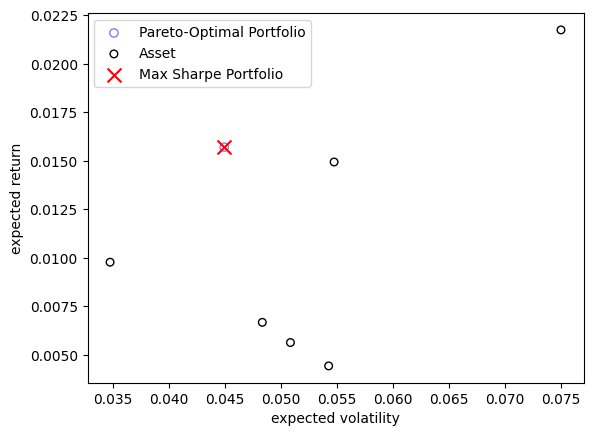 Pareto-Optimal Portfolio
Asset
Max Sharpe Portfolio
0.0225
0.0200
0.0175
0.0150
0.0125
0.0100
0.0075
0.0050
expected return
0.035 0.040 0.045 0.050 0.055 0.060 0.065 0.070 0.075
expected volatility